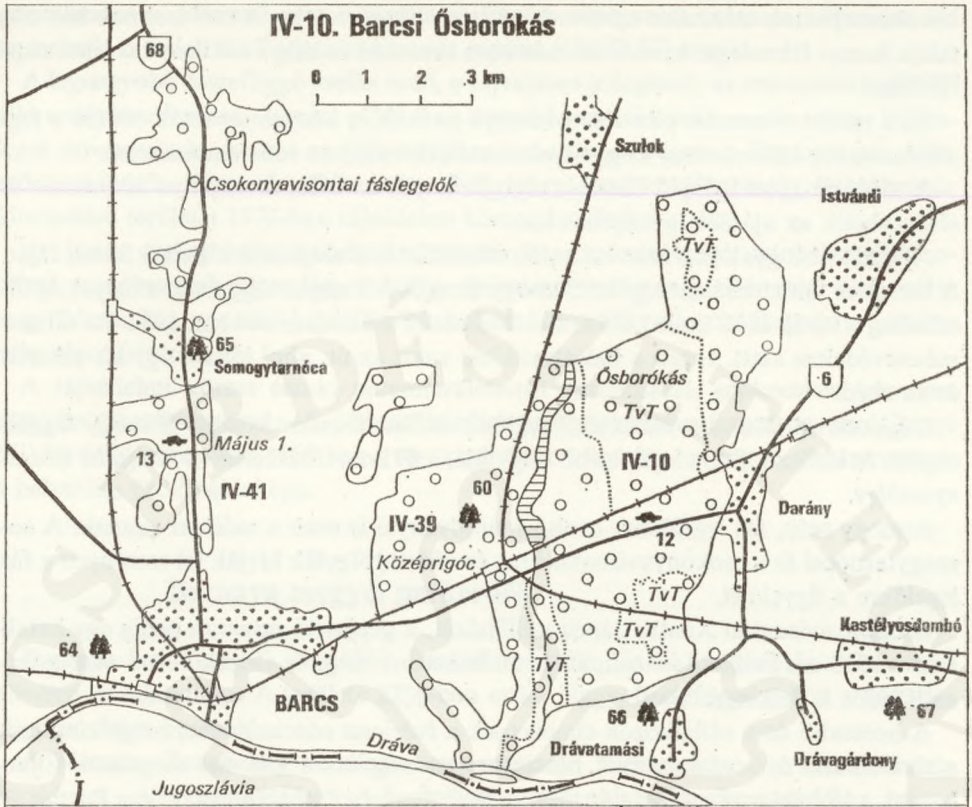 IV-10. Barcsi Ősborókás
0 1 2 3 km
68
Szulok
Csokonyavisontai fáslegelők
Istvándi
TvT
65
Somogytarnóca
6
Ősborókás
TvT
Május 1.
13
IV-10
60
IV-41
IV-39
Darány
12
Középrigóc
TvT
TvT
Kastélyosdombó
64
TvT
BARCS
66
Dráva
Drávatamási
Drávagárdony
Jugoszlávia